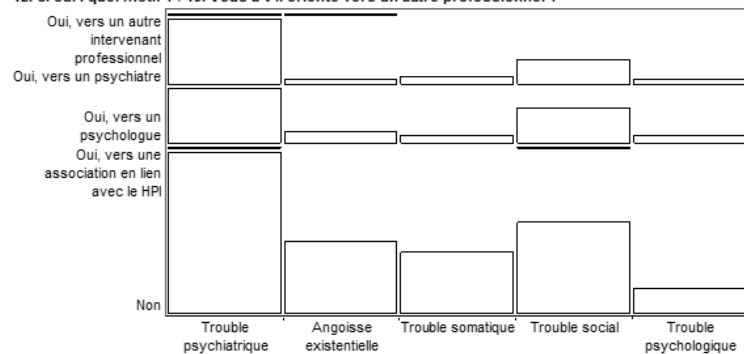 Oui, vers un autre
intervenant
professionnel
Oui, vers un psychiatre
Oui, vers un
psychologue
Oui, vers une
association en lien
avec le HPI
Non
Trouble
psychiatrique
Angoisse
existentielle
Trouble somatique
Trouble social
Trouble
psychologique